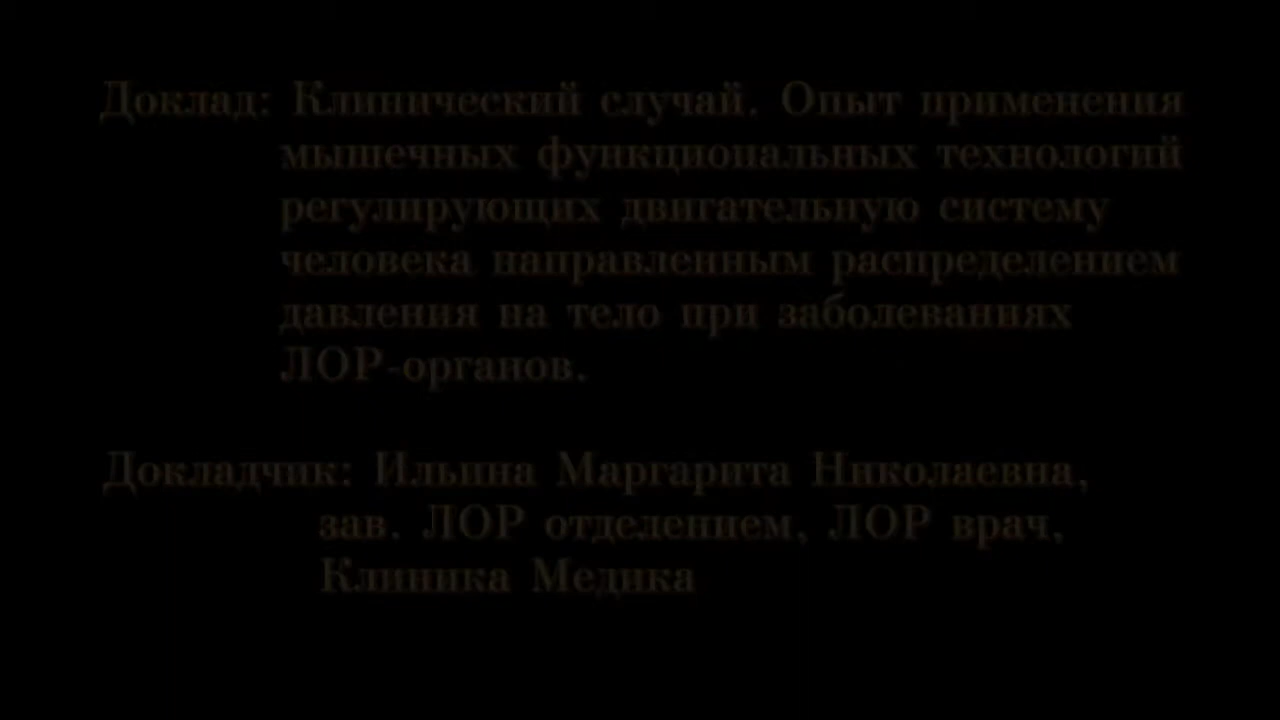 Доклад: Клинический случай. Опыт применения
мышечных функциональных технологий
регулирующих двигательную систему
человека направленным распределением
давления на тело при заболеваниях
ЛОР-органов.
Докладчик: Ильина Маргарита Николаевна,
зав. ЛОР отделением, ЛОР врач,
Клиника Медика